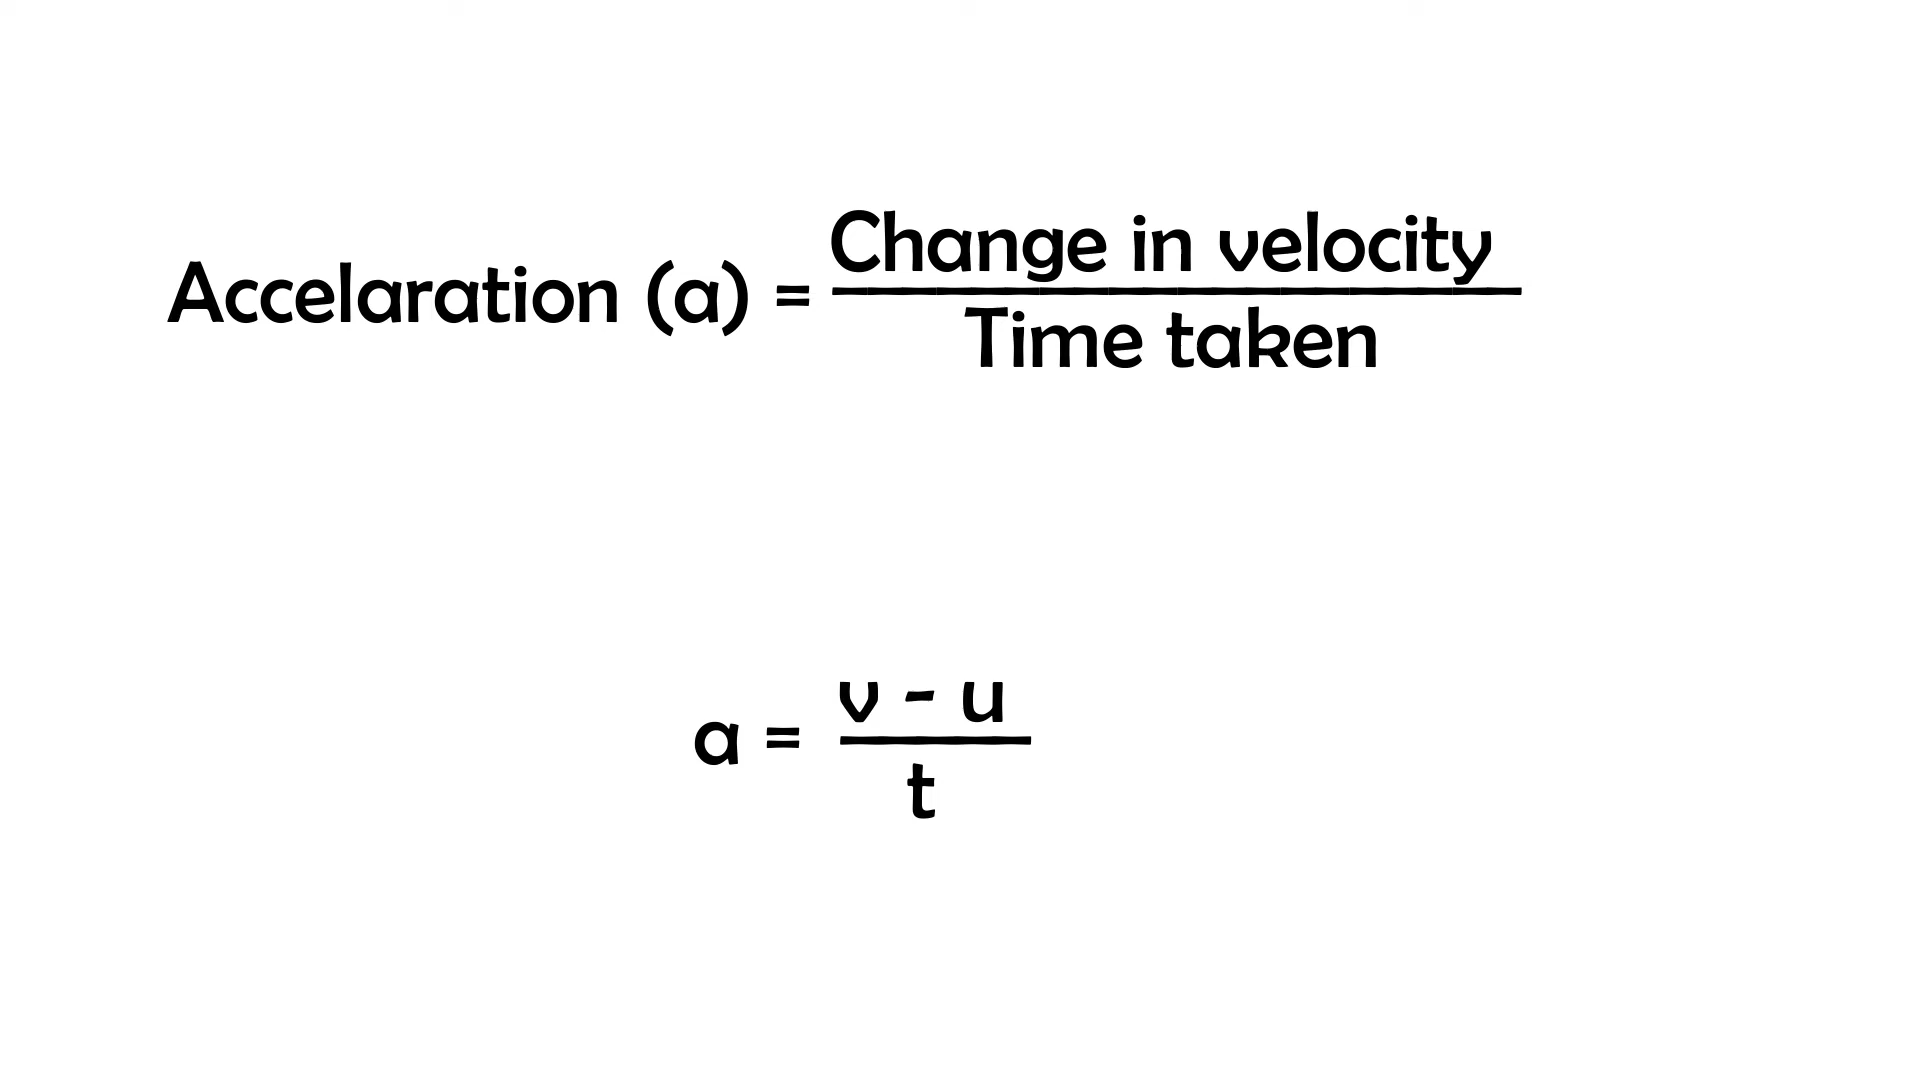 Accelaration (a) = Change in velocity
Time taken
a = v - u
t